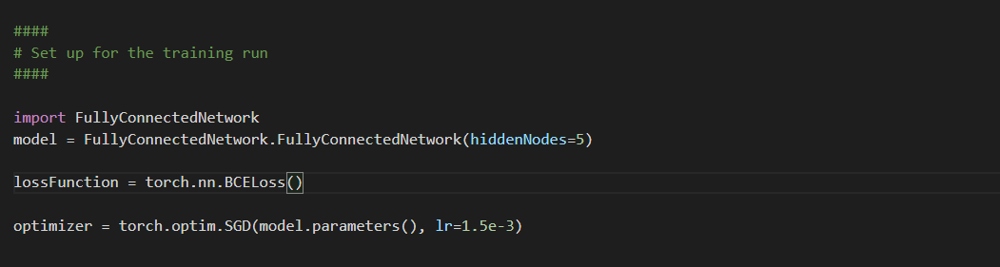 ####
# Set up for the training run
####
import FullyConnectedNetwork
model = FullyConnectedNetwork.FullyConnectedNetwork(hiddenNodes=5)
lossFunction = torch.nn.BCELoss()
optimizer = torch.optim.SGD(model.parameters(), lr=1.5e-3)